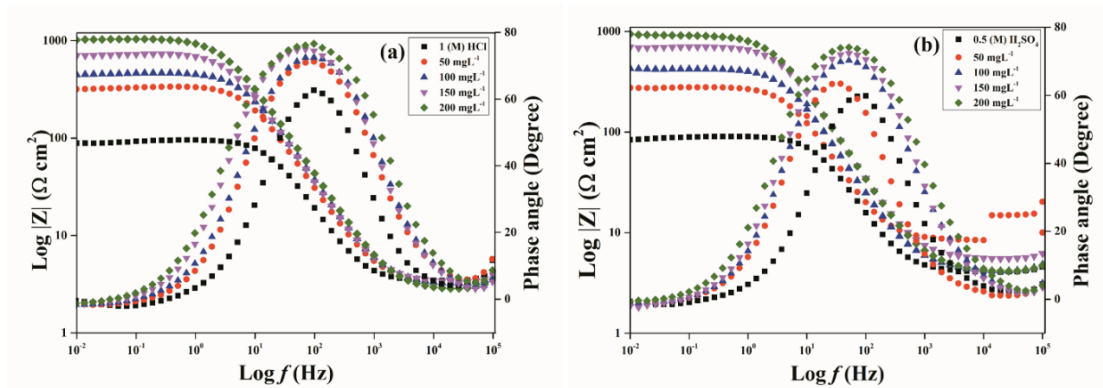 (a)
1 (M) HCl
50 mgL⁻¹
100 mgL⁻¹
150 mgL⁻¹
200 mgL⁻¹
1000
100
10
1
Log |Z| (Ω cm²)
80
60
40
20
0
Phase angle (Degree)
10⁻² 10⁻¹ 10⁰ 10¹ 10² 10³ 10⁴ 10⁵
Log f (Hz)
(b)
0.5 (M) H₂SO₄
50 mgL⁻¹
100 mgL⁻¹
150 mgL⁻¹
200 mgL⁻¹
1000
100
10
1
Log |Z| (Ω cm²)
80
60
40
20
0
Phase angle (Degree)
10⁻² 10⁻¹ 10⁰ 10¹ 10² 10³ 10⁴ 10⁵
Log f (Hz)